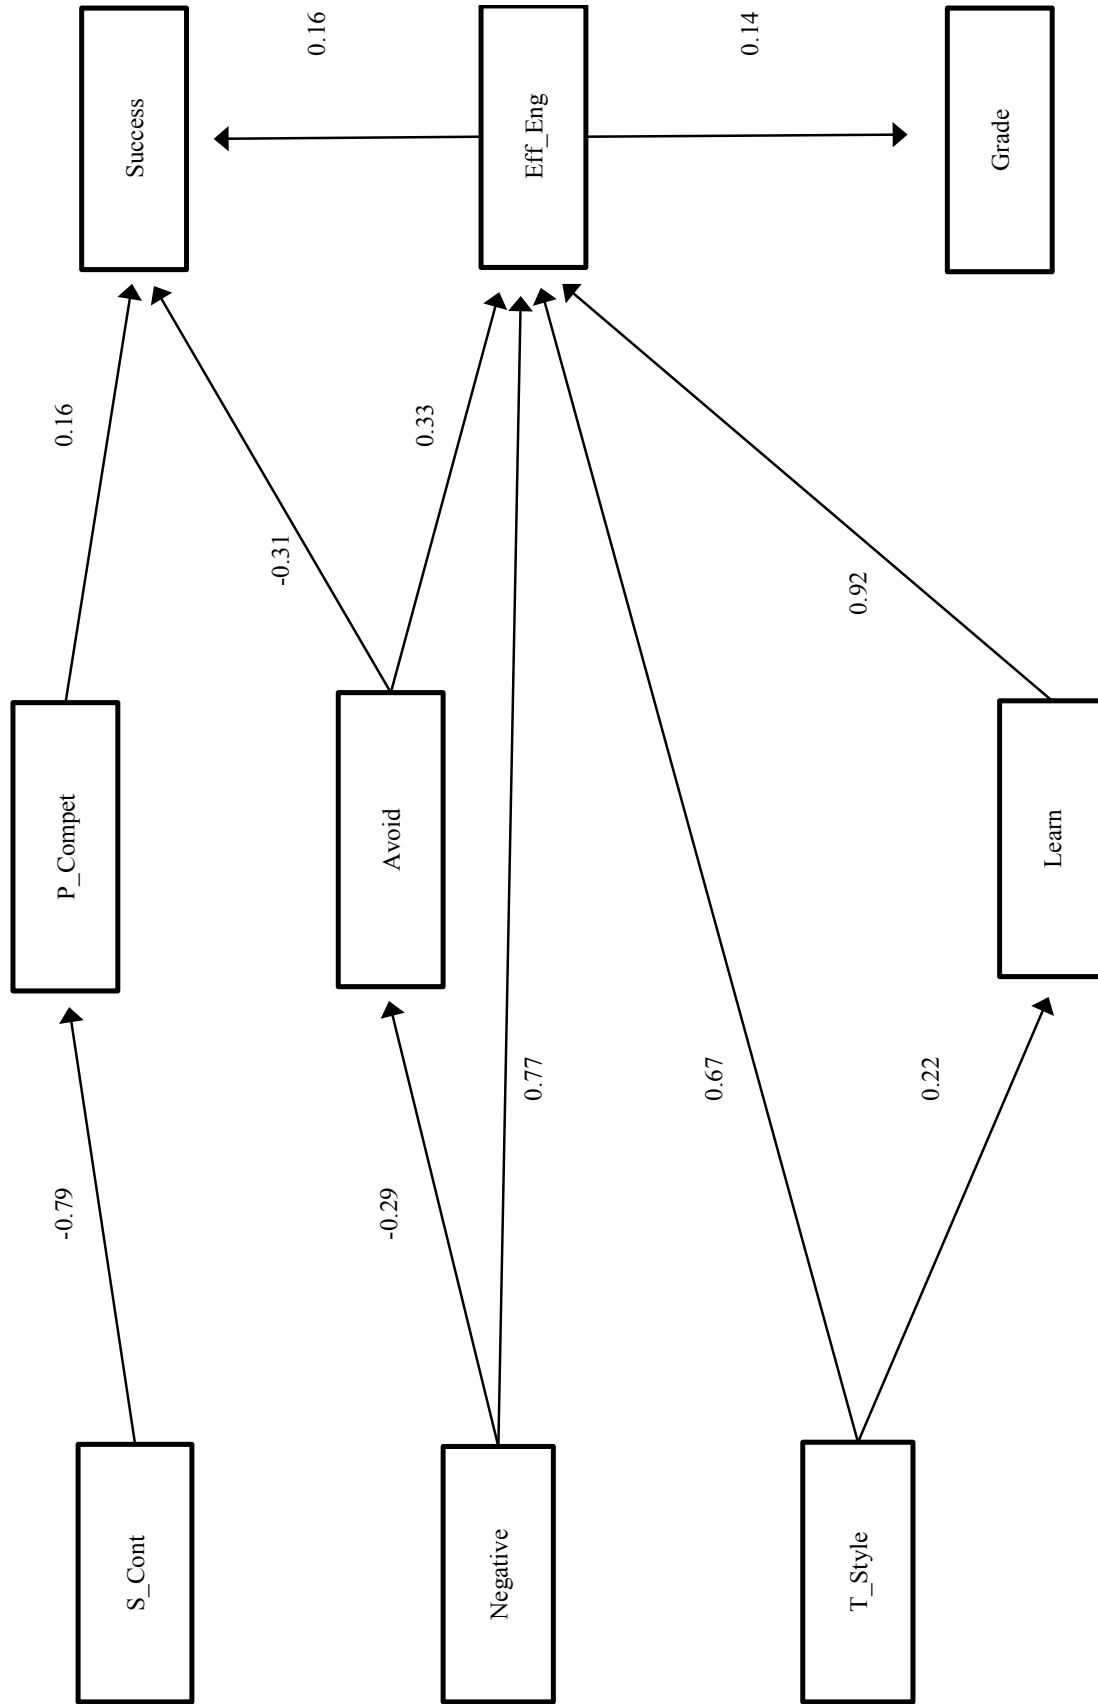 -0.79
P_Compet
0.16
S_Cont
Success
-0.31
0.16
-0.29
Avoid
0.33
Negative
0.77
Eff_Eng
0.67
0.14
T_Style
0.92
0.22
Grade
Learn